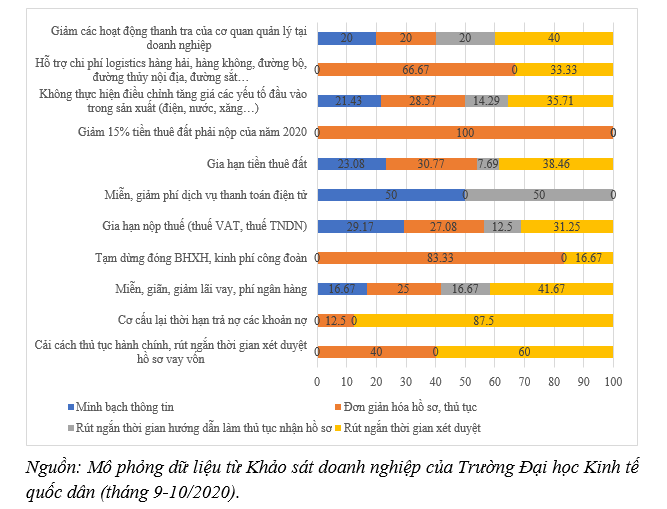 Giảm các hoạt động thanh tra của cơ quan quản lý tại
doanh nghiệp
20 20 20 40
Hỗ trợ chi phí logistics hàng hải, hàng không, đường bộ,
đường thủy nội địa, đường sắt…
0 66.67 0 33.33
Không thực hiện điều chỉnh tăng giá các yếu tố đầu vào
trong sản xuất (điện, nước, xăng…)
21.43 28.57 14.29 35.71
Giảm 15% tiền thuê đất phải nộp của năm 2020
0 100 0
Gia hạn tiền thuê đất
23.08 30.77 7.69 38.46
Miễn, giảm phí dịch vụ thanh toán điện tử
50 0 50 0
Gia hạn nộp thuế (thuế VAT, thuế TNDN)
29.17 27.08 12.5 31.25
Tạm dừng đóng BHXH, kinh phí công đoàn
0 83.33 0 16.67
Miễn, giãn, giảm lãi vay, phí ngân hàng
16.67 25 16.67 41.67
Cơ cấu lại thời hạn trả nợ các khoản nợ
0 12.5 0 87.5
Cải cách thủ tục hành chính, rút ngắn thời gian xét duyệt
hồ sơ vay vốn
0 40 0 60
0 10 20 30 40 50 60 70 80 90 100
Minh bạch thông tin
Đơn giản hóa hồ sơ, thủ tục
Rút ngắn thời gian hướng dẫn làm thủ tục nhận hồ sơ
Rút ngắn thời gian xét duyệt
Nguồn: Mô phỏng dữ liệu từ Khảo sát doanh nghiệp của Trường Đại học Kinh tế
quốc dân (tháng 9-10/2020).